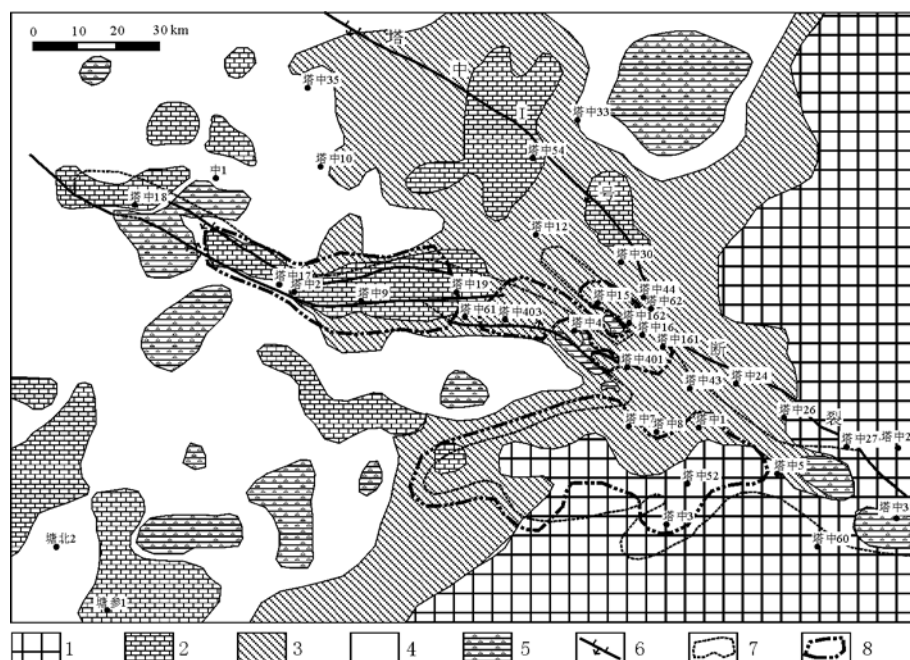 0 10 20 30 km
塔
中
I
号
断
裂
塔中35
塔中33
塔中10
塔中54
中1
塔中18
塔中12
塔中30
塔中17
塔中2
塔中19
塔中9
塔中15
塔中44
塔中62
塔中61
塔中403
塔中4
塔中162
塔中16
塔中161
塔中401
塔中43
塔中24
塔中26
塔中7
塔中8
塔中1
塔中27
塔中2
塔中5
塔中52
塔中3
塔中3
塔中60
塘北2
塘参1
1 2 3 4 5 6 7 8